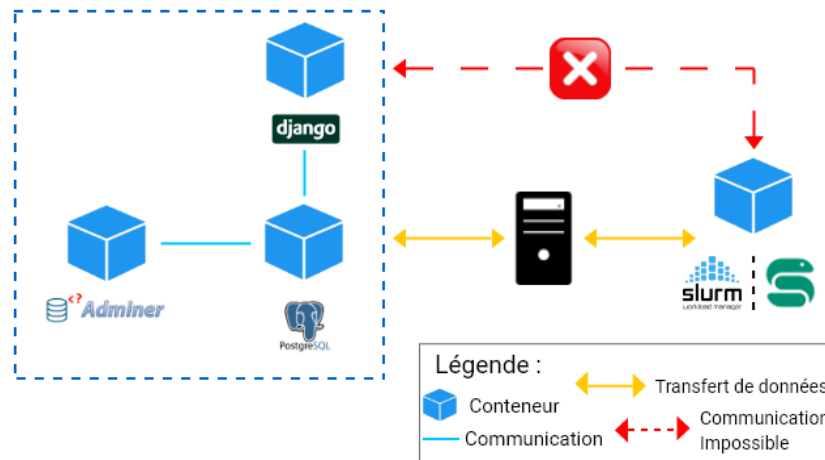 django
<?
Adminer
PostgreSQL
slurm
workload manager
S
Légende :
Conteneur
Communication
Transfert de données
Communication
Impossible